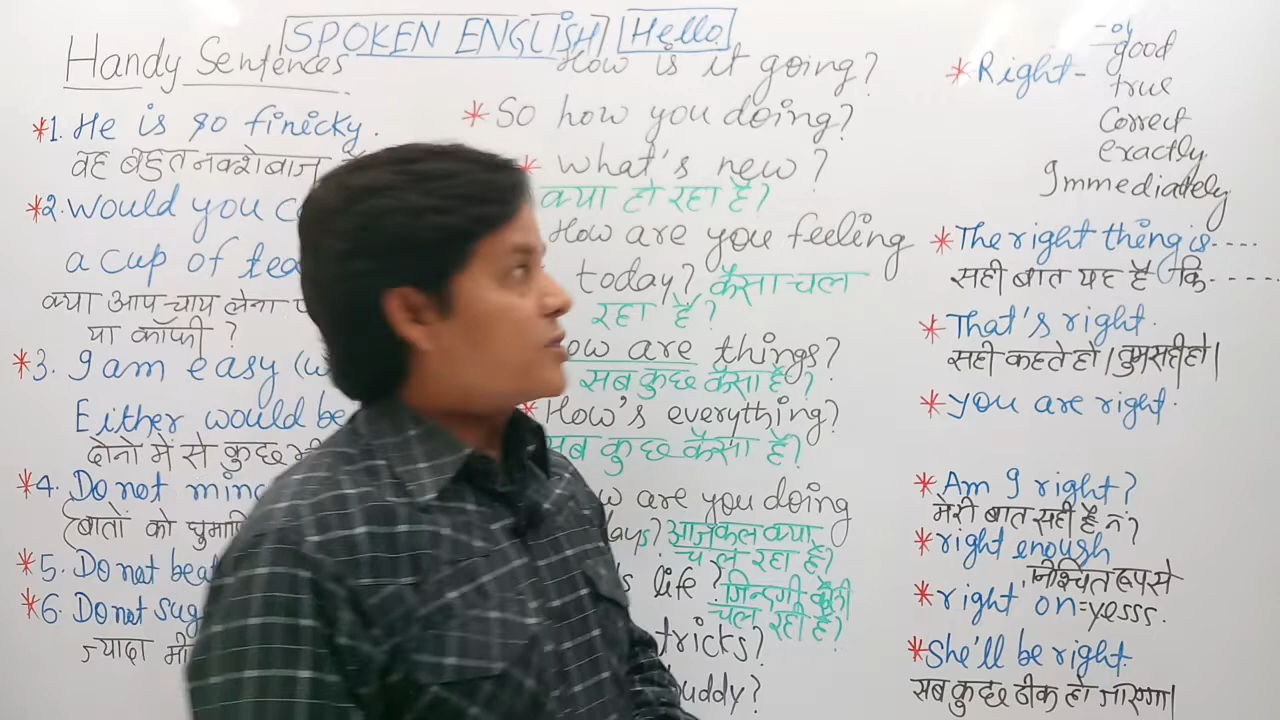 SPOKEN ENGLISH Hello
Handy Sentences
*1. He is so finicky.
वह बहुत नक्शेबाज
*2. would you
a cup of tea
क्या आप चाय लेना
या कॉफी ?
*3. I am easy
Either would be
दोनों में से कुछ
*4. Do not
(बातों को
*5. Do not
*6. Do not
ज्यादा
How is it going?
*So how you doing?
* what's new?
क्या हो रहा है?
How are you feeling
today? कैसा चल
रहा है?
are things?
सब कुछ कैसा है?
*How's everything?
सब कुछ कैसा है?
are you doing
आजकल क्या
चल रहा है?
life? जिन्दगी कैसी
चल रही है?
tricks?
* Right- good
true
Correct
exactly
Immediately
*The right thing is....
सही बात यह है कि.....
*That's right.
सही कहते हो। तुम सही हो।
*you are right.
*Am I right?
मेरी बात सही है न?
*right enough
निश्चित रूप से
*right on=yesss.
*She'll be right.
सब कुछ ठीक हो जाएगा।